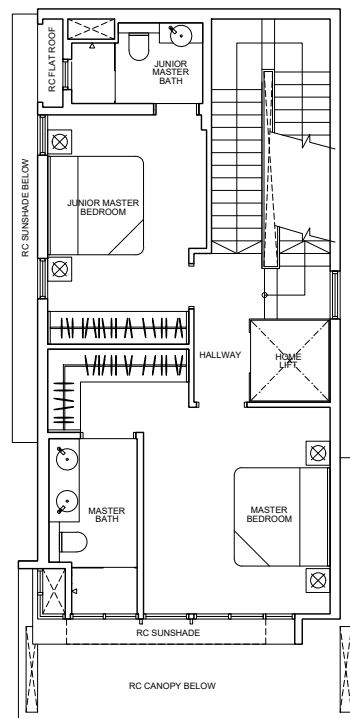 RC FLAT ROOF
JUNIOR
MASTER
BATH
RC SUNSHADE BELOW
JUNIOR MASTER
BEDROOM
HALLWAY
HOME
LIFT
MASTER
BATH
MASTER
BEDROOM
RC SUNSHADE
RC CANOPY BELOW